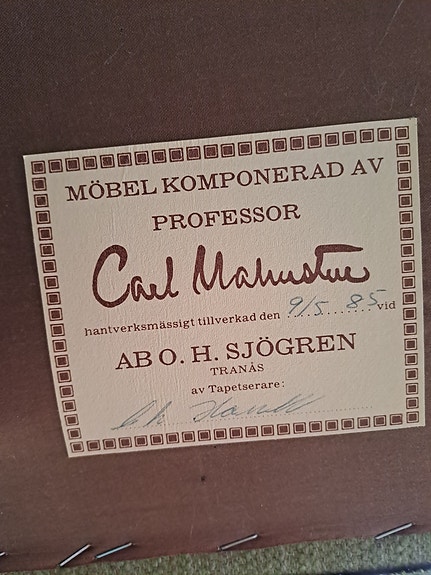 MÖBEL KOMPONERAD AV
PROFESSOR
Carl Malmsten
hantverksmässigt tillverkad den 9/5 85 vid
AB O. H. SJÖGREN
TRANÅS
av Tapetserare: